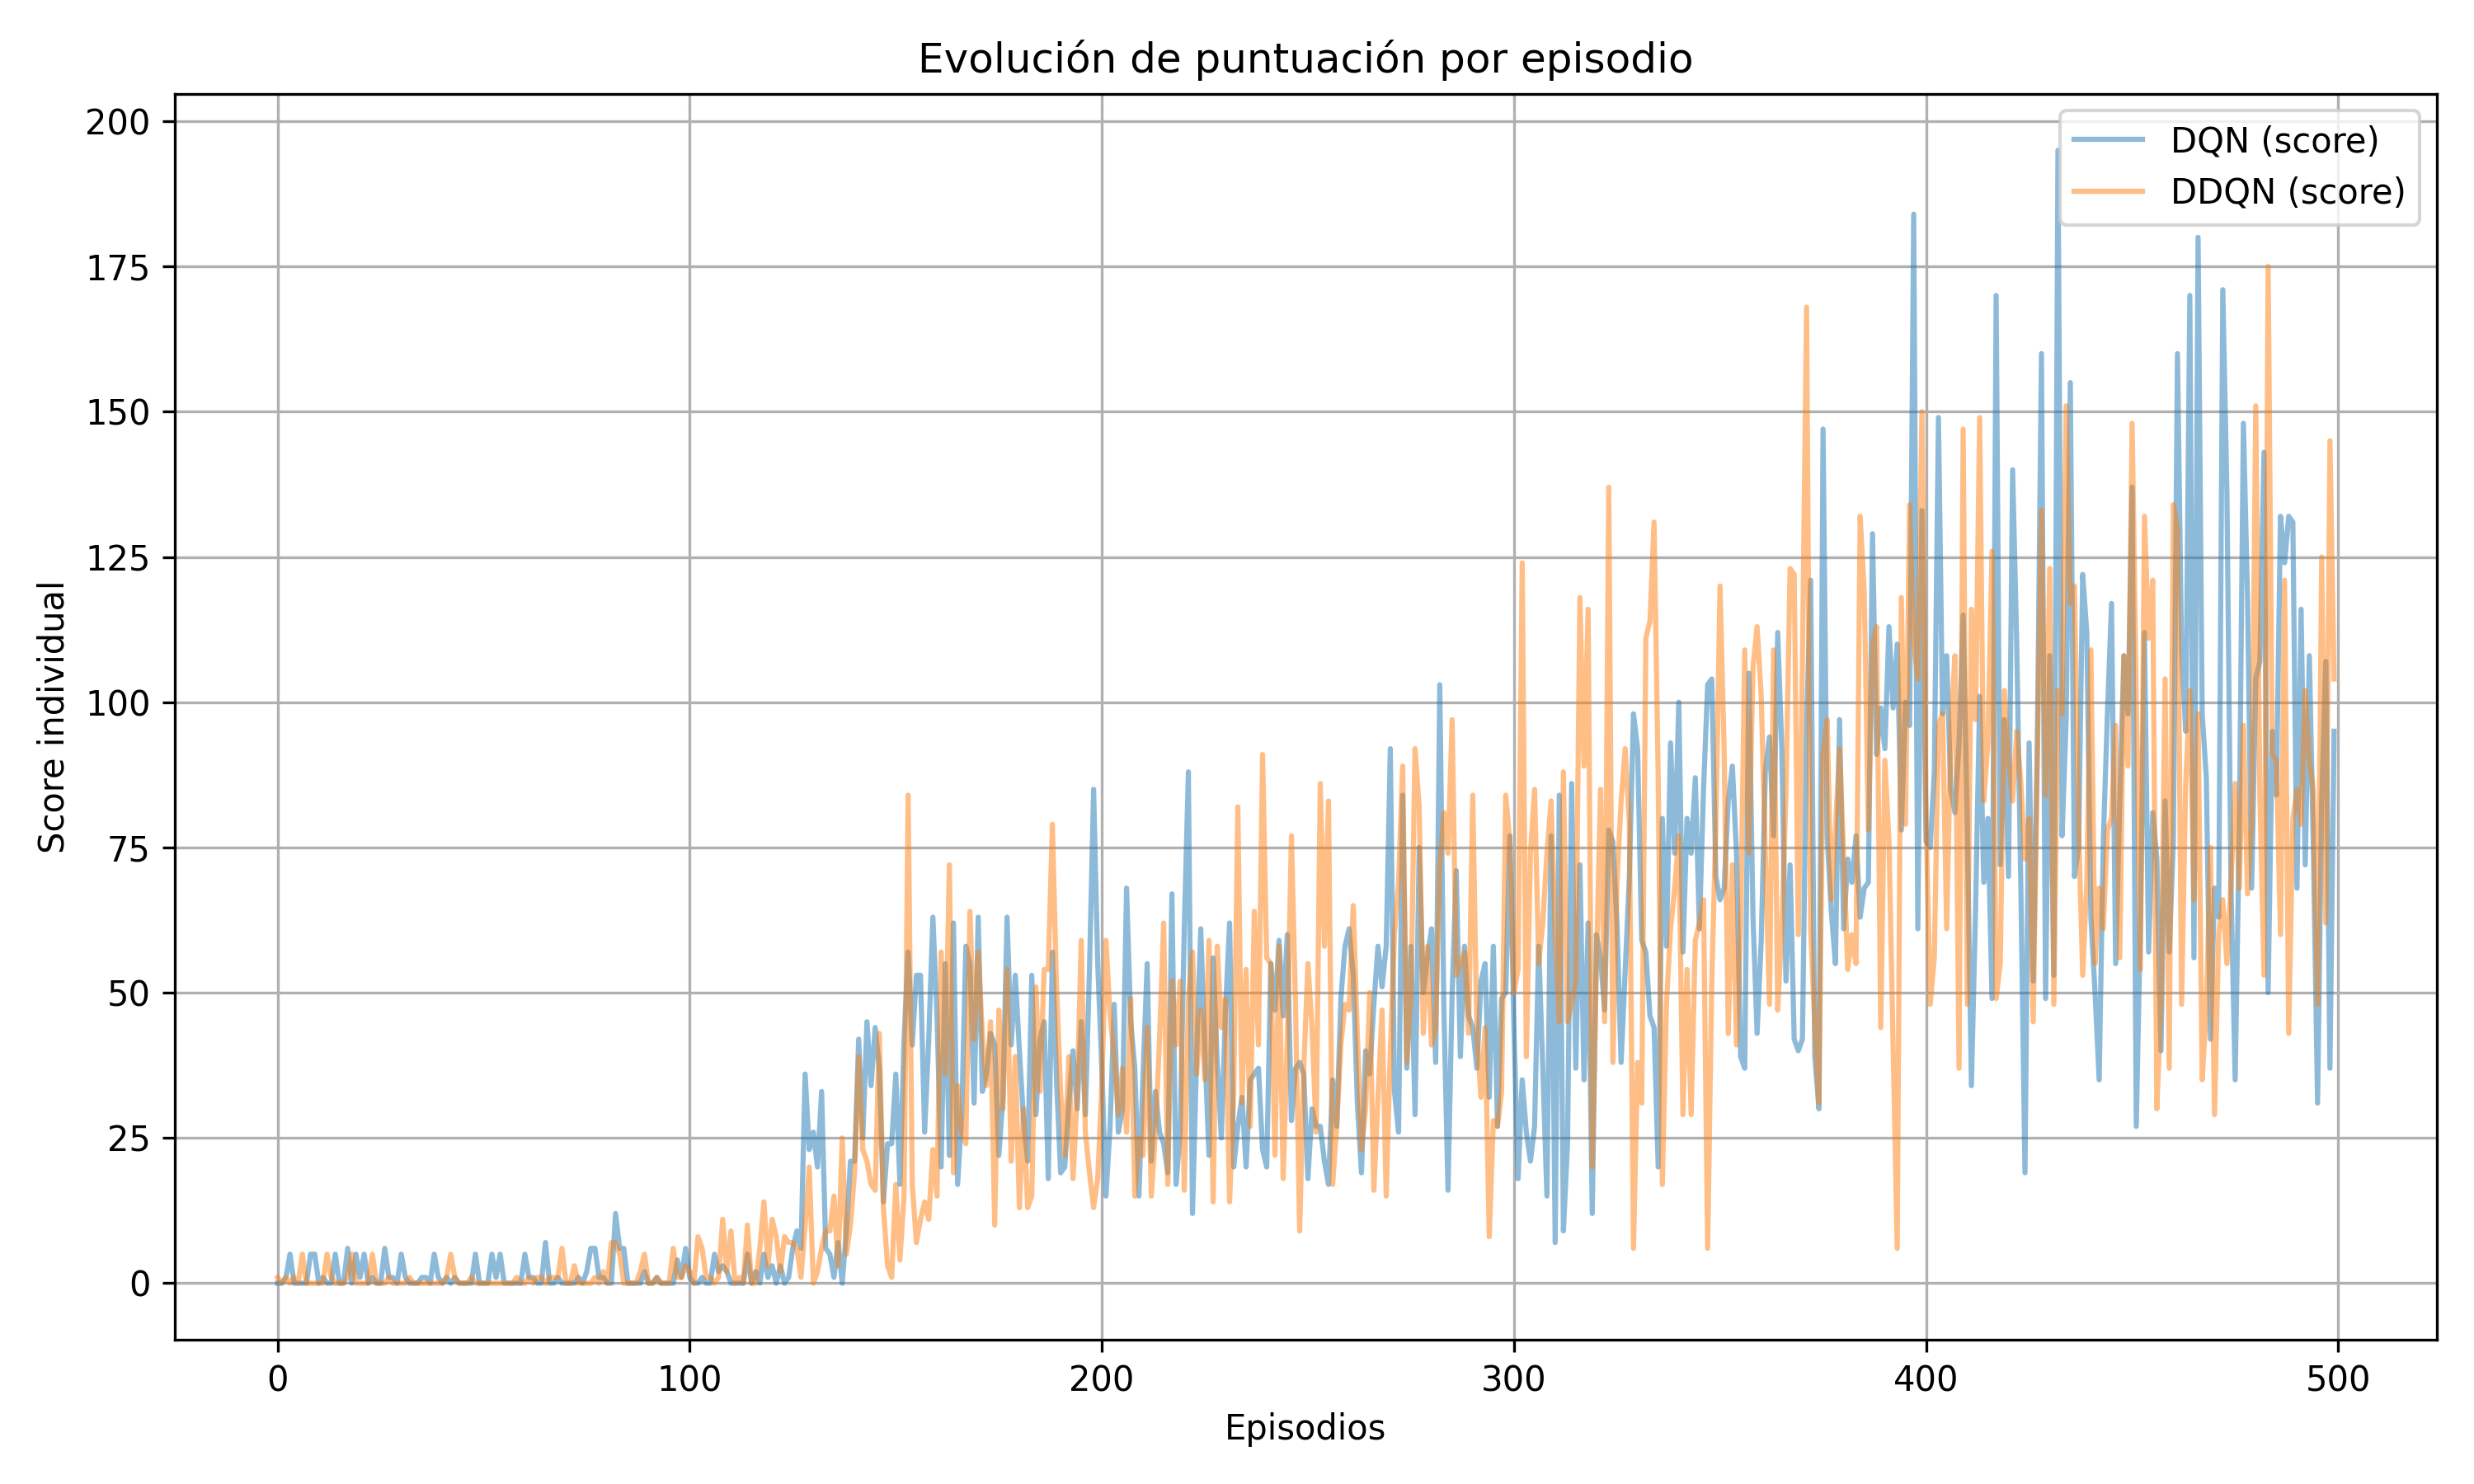 Evolución de puntuación por episodio
200
175
150
125
100
75
50
25
0
Score individual
DQN (score)
DDQN (score)
0 100 200 300 400 500
Episodios